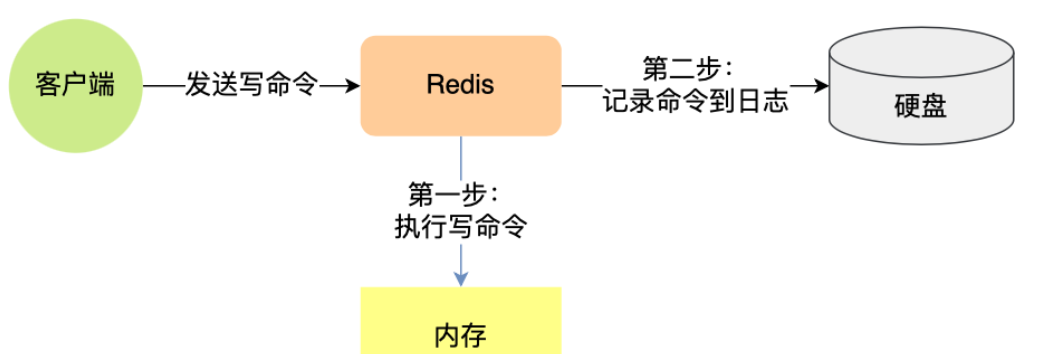 客户端
发送写命令
Redis
第二步：
记录命令到日志
硬盘
第一步：
执行写命令
内存